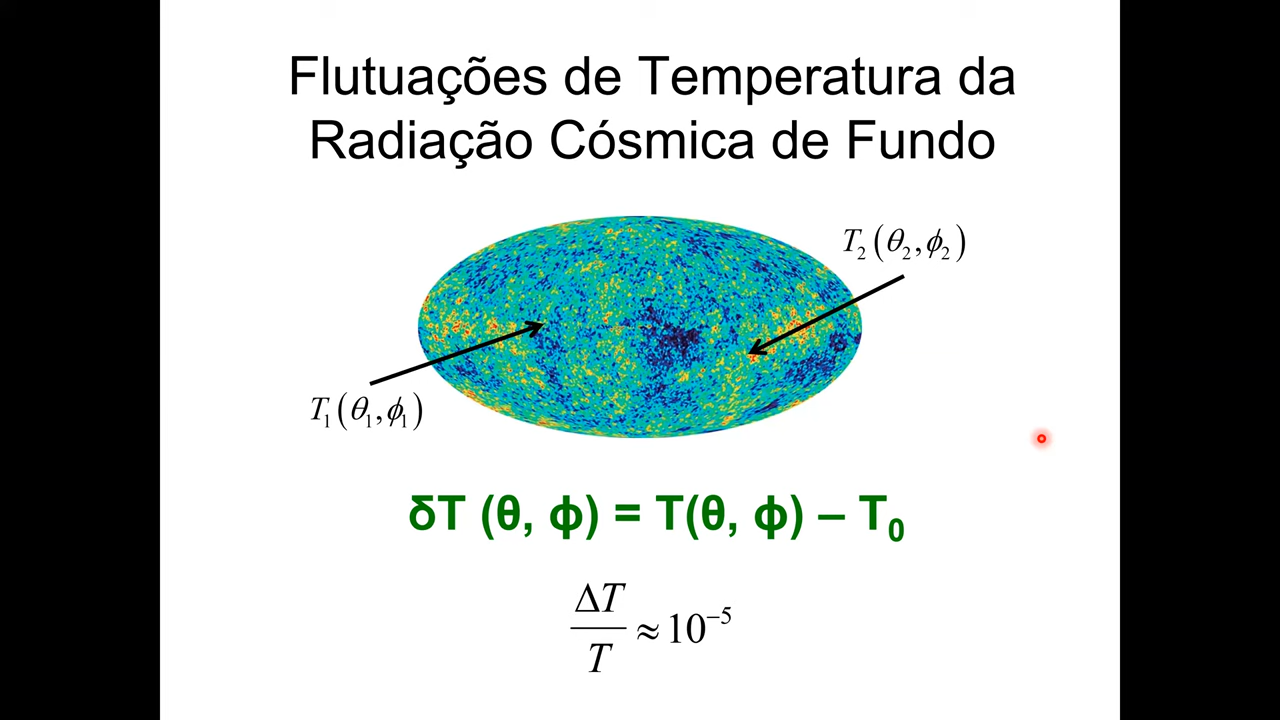 Flutuações de Temperatura da
Radiação Cósmica de Fundo
T₂(θ₂,ϕ₂)
T₁(θ₁,ϕ₁)
δT (θ, ϕ) = T(θ, ϕ) – T₀
ΔT/T ≈ 10⁻⁵